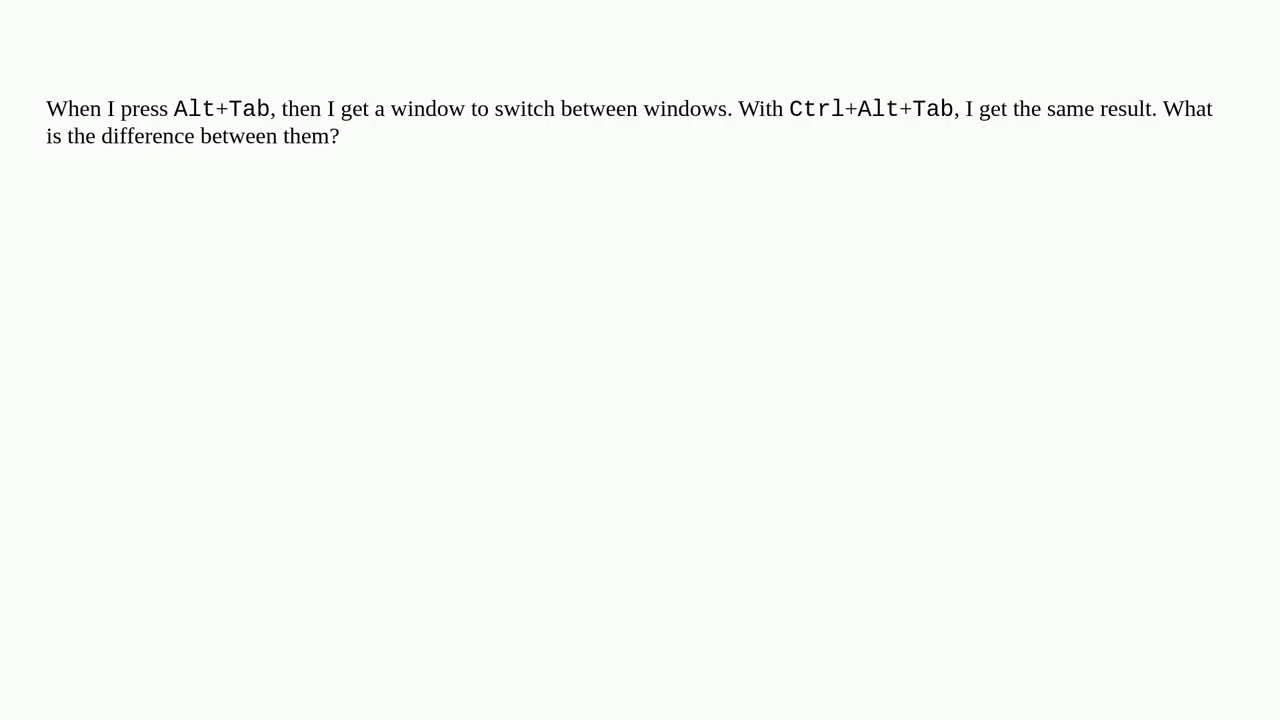 When I press Alt+Tab, then I get a window to switch between windows. With Ctrl+Alt+Tab, I get the same result. What
is the difference between them?